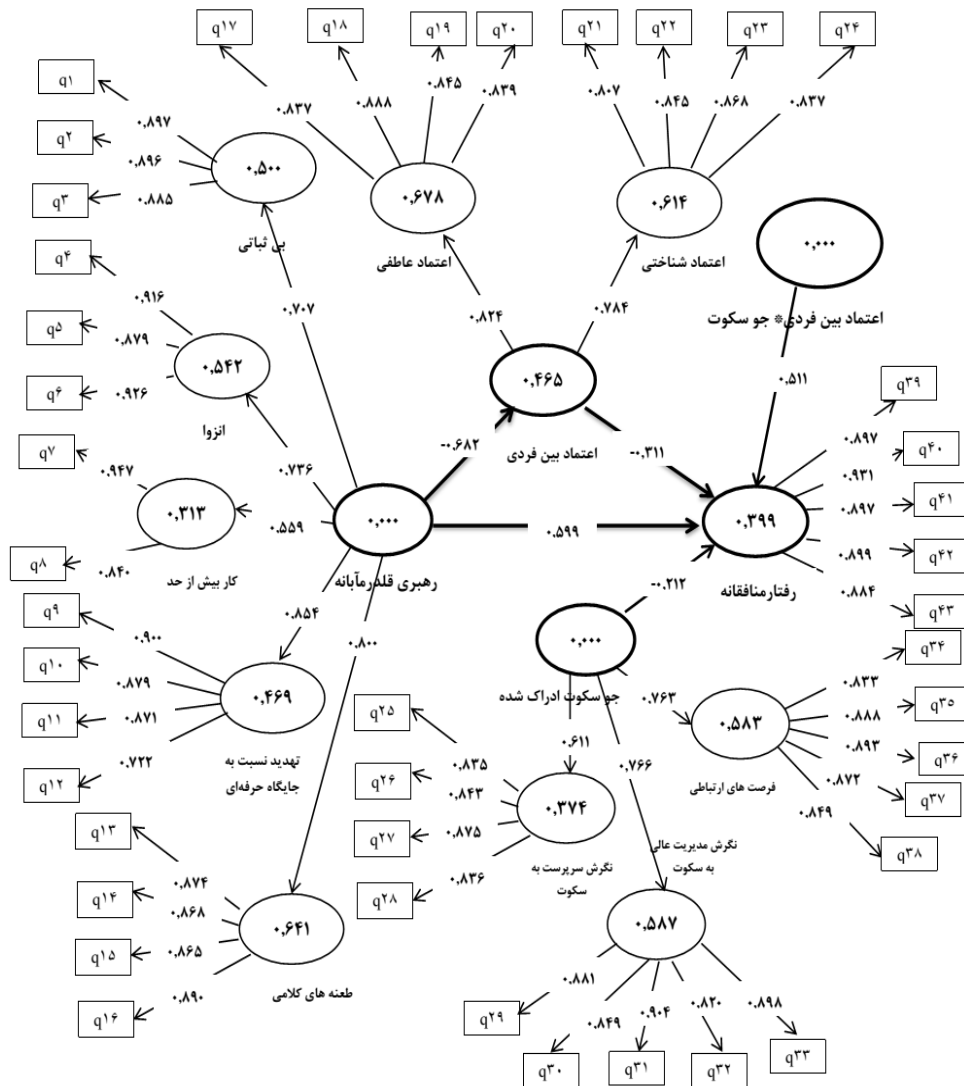 q۱۷
q۱۸
q۱۹
q۲۰
q۲۱
q۲۲
q۲۳
q۲۴
۰.۸۳۷
۰.۸۸۸
۰.۸۴۵
۰.۸۳۹
۰.۸۰۷
۰.۸۴۵
۰.۸۶۸
۰.۸۳۷
q۱
q۲
q۳
۰,۸۹۷
۰,۸۹۶
۰.۸۸۵
۰,۵۰۰
بی ثباتی
۰,۶۷۸
اعتماد عاطفی
۰,۶۱۴
اعتماد شناختی
۰,۰۰۰
اعتماد بین فردی* جو سکوت
۰,۵۱۱
۰.۷۰۷
۰.۸۲۴
۰.۷۸۴
q۴
q۵
q۶
۰,۹۱۶
۰,۸۷۹
۰.۹۲۶
۰,۵۴۲
انزوا
۰,۴۶۵
اعتماد بین فردی
-۰.۶۸۲
-۰,۳۱۱
۰.۷۳۶
q۷
q۸
۰,۹۴۷
۰.۸۴۰
۰,۳۱۳
کار بیش از حد
۰.۵۵۹
۰,۰۰۰
رهبری قلدرمآبانه
۰.۵۹۹
۰,۳۹۹
رفتارمنافقانه
q۳۹
q۴۰
q۴۱
q۴۲
q۴۳
۰.۸۹۷
۰.۹۳۱
۰.۸۹۷
۰.۸۹۹
۰.۸۸۴
-۰.۲۱۲
۰,۰۰۰
جو سکوت ادراک شده
۰.۸۵۴
۰.۸۰۰
q۹
q۱۰
q۱۱
q۱۲
۰.۹۰۰
۰.۸۷۹
۰.۸۷۱
۰.۷۲۲
۰,۴۶۹
تهدید نسبت به
جایگاه حرفه‌ای
۰,۷۶۳
۰.۶۱۱
۰,۷۶۶
q۳۴
q۳۵
q۳۶
q۳۷
q۳۸
۰.۸۳۳
۰.۸۸۸
۰.۸۹۳
۰.۸۷۲
۰.۸۴۹
۰,۵۸۳
فرصت های ارتباطی
q۲۵
q۲۶
q۲۷
q۲۸
۰,۸۳۵
۰.۸۴۳
۰,۸۷۵
۰,۸۳۶
۰,۳۷۴
نگرش سرپرست به
سکوت
نگرش مدیریت عالی
به سکوت
۰,۵۸۷
q۱۳
q۱۴
q۱۵
q۱۶
۰.۸۷۴
۰.۸۶۸
۰,۸۶۵
۰,۸۹۰
۰,۶۴۱
طعنه های کلامی
۰.۸۸۱
۰.۸۴۹
۰.۹۰۴
۰.۸۲۰
۰.۸۹۸
q۲۹
q۳۰
q۳۱
q۳۲
q۳۳